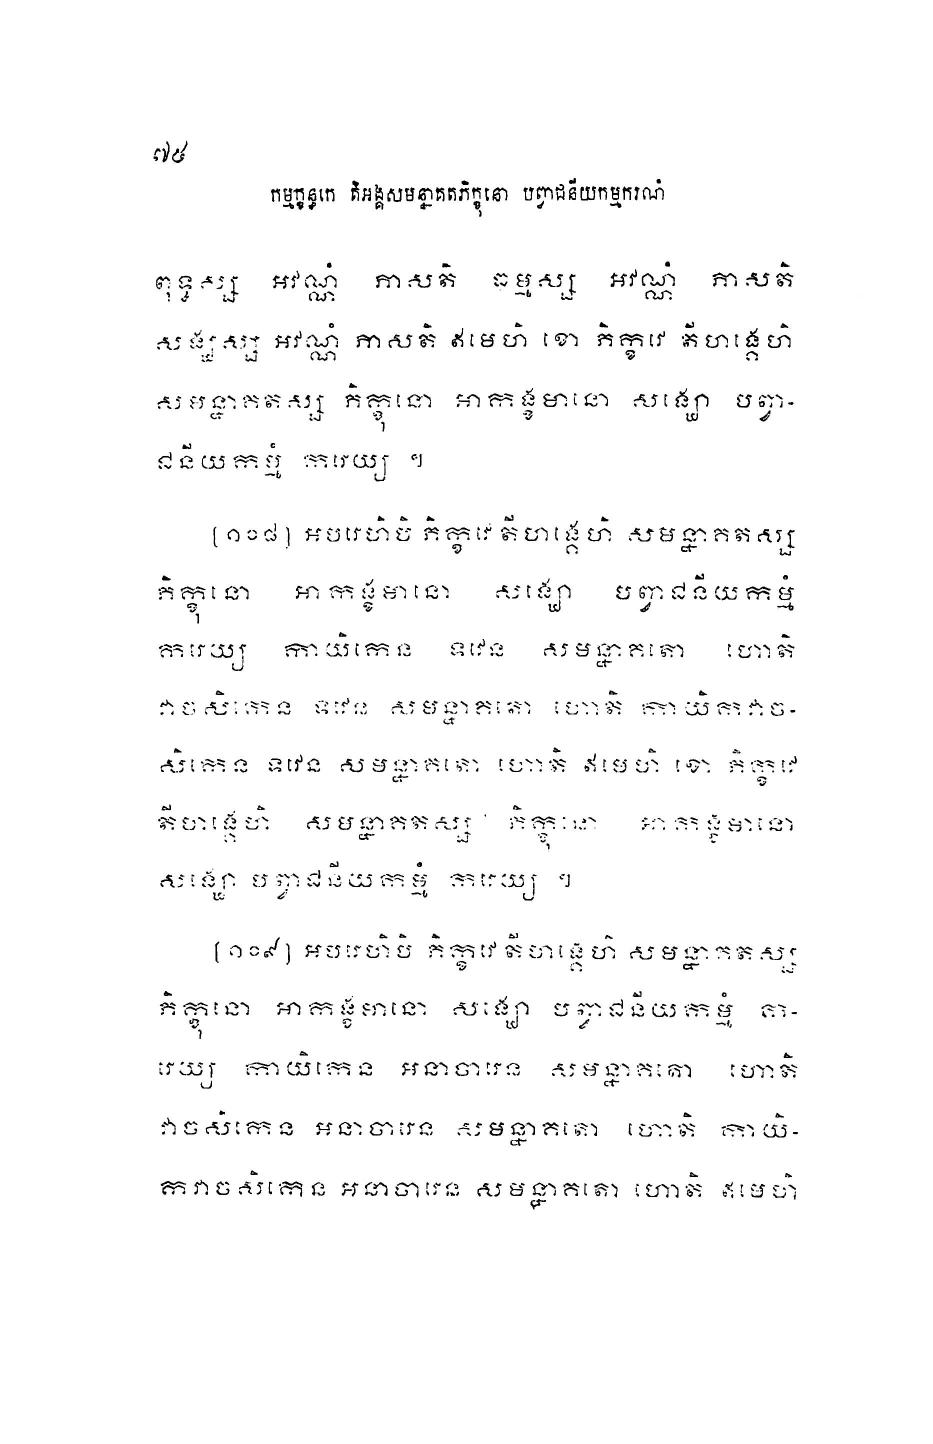 ៧៤
កម្មក្ខន្ធកេ តិអង្គសមន្នាគតភិក្ខុនោ បព្វាជនីយកម្មករណំ
ពុទ្ធស្ស អវណ្ណំ ភាសតិ ធម្មស្ស អវណ្ណំ ភាសតិ
សង្ឃស្ស អវណ្ណំ ភាសតិ ឥមេហិ ខោ ភិក្ខវេ តីហង្គេហិ
សមន្នាគតស្ស ភិក្ខុនោ អាកង្ខមានោ សង្ឃោ បព្វា-
ជនីយកម្មំ ករេយ្យ ។
(១០៨) អបរេហិបិ ភិក្ខវេ តីហង្គេហិ សមន្នាគតស្ស
ភិក្ខុនោ អាកង្ខមានោ សង្ឃោ បព្វាជនីយកម្មំ
ករេយ្យ កាយិកេន ទវេន សមន្នាគតោ ហោតិ
វាចសិកេន ទវេន សមន្នាគតោ ហោតិ កាយិកវាច-
សិកេន ទវេន សមន្នាគតោ ហោតិ ឥមេហិ ខោ ភិក្ខវេ
តីហង្គេហិ សមន្នាគតស្ស ភិក្ខុនោ អាកង្ខមានោ
សង្ឃោ បព្វាជនីយកម្មំ ករេយ្យ ។
(១០៩) អបរេហិបិ ភិក្ខវេ តីហង្គេហិ សមន្នាគតស្ស
ភិក្ខុនោ អាកង្ខមានោ សង្ឃោ បព្វាជនីយកម្មំ ក-
រេយ្យ កាយិកេន អនាចារេន សមន្នាគតោ ហោតិ
វាចសិកេន អនាចារេន សមន្នាគតោ ហោតិ កាយិ-
កវាចសិកេន អនាចារេន សមន្នាគតោ ហោតិ ឥមេហិ